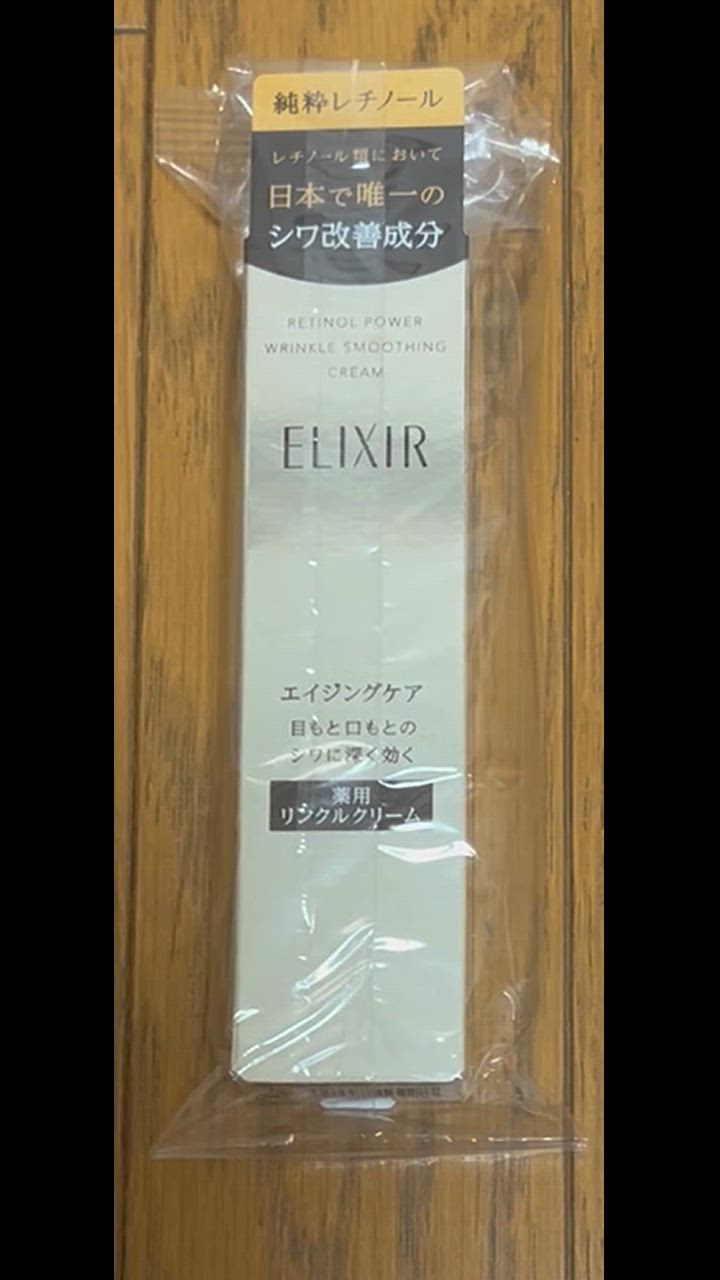 純粋レチノール
レチノール類において
日本で唯一の
シワ改善成分
RETINOL POWER
WRINKLE SMOOTHING
CREAM
ELIXIR
エイジングケア
目もと口もとの
シワに深く効く
薬用
リンクルクリーム